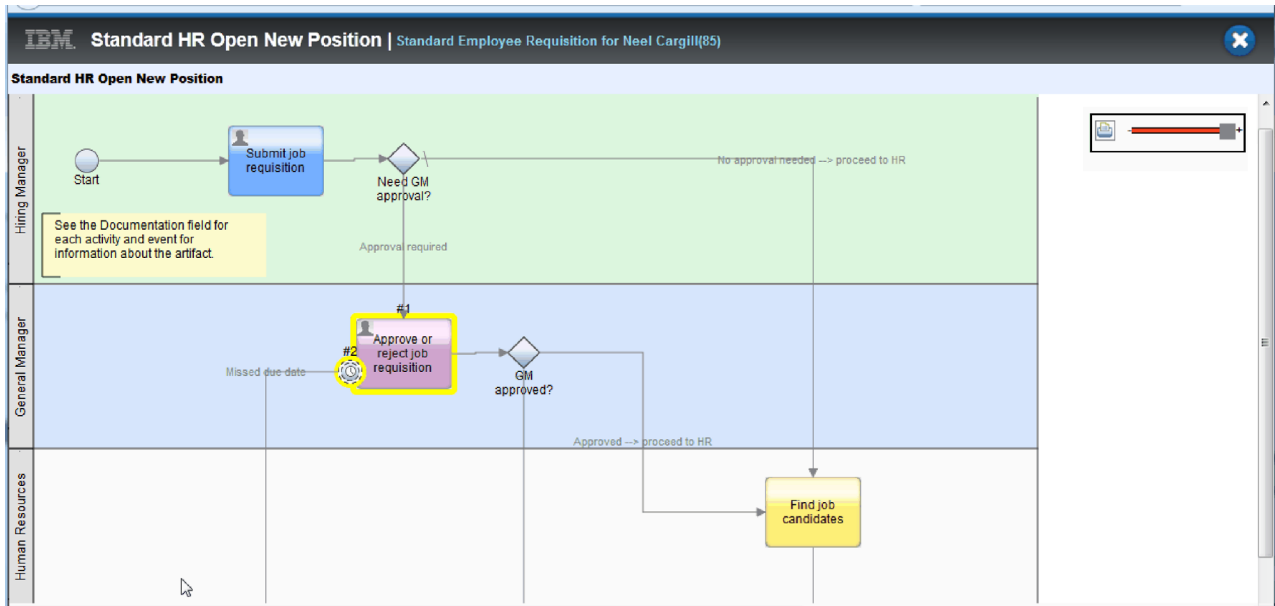 IBM. Standard HR Open New Position | Standard Employee Requisition for Neel Cargill(85)
Standard HR Open New Position
Hiring Manager
Start
Submit job
requisition
Need GM
approval?
No approval needed --> proceed to HR
See the Documentation field for
each activity and event for
information about the artifact.
Approval required
General Manager
#1
Approve or
reject job
requisition
#2
Missed due date
GM
approved?
Approved --> proceed to HR
Human Resources
Find job
candidates
- +